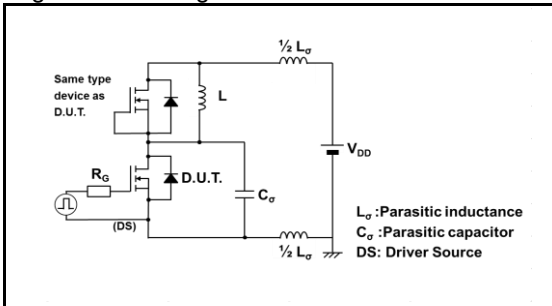 ½ Lσ
Same type
device as
D.U.T.
L
VDD
RG
D.U.T.
Cσ
(DS)
½ Lσ
Lσ :Parasitic inductance
Cσ :Parasitic capacitor
DS: Driver Source